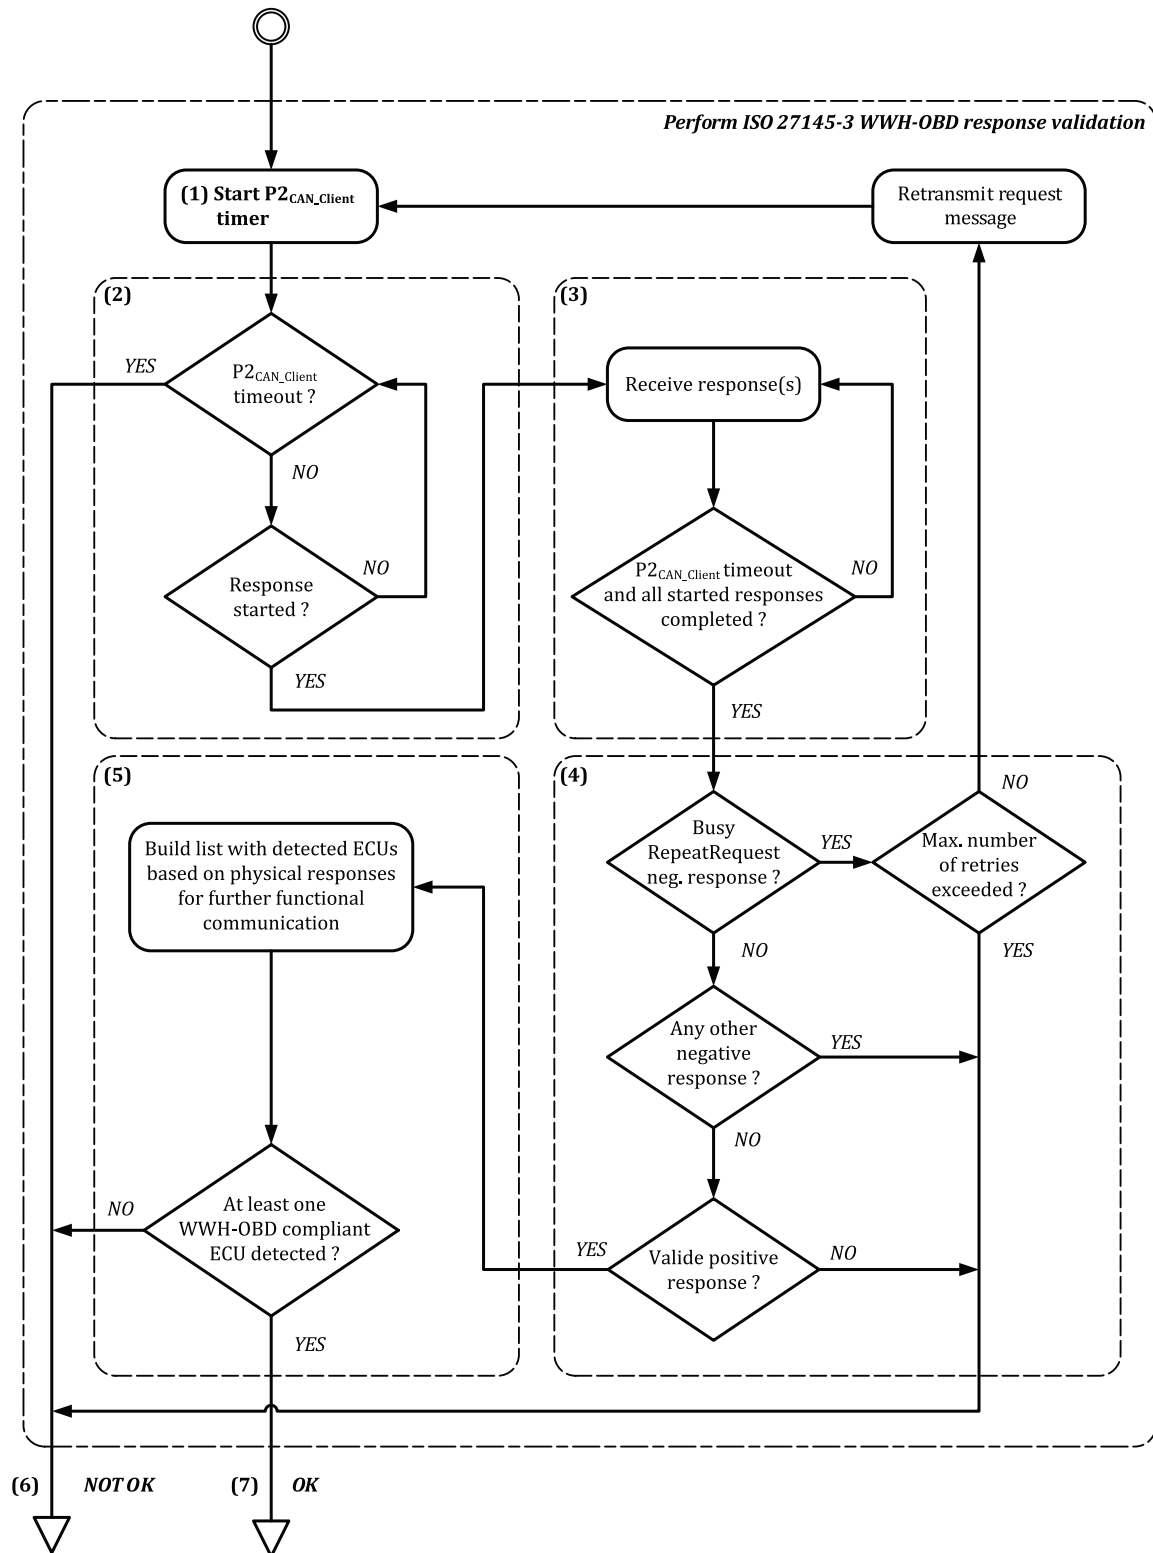 Perform ISO 27145-3 WWH-OBD response validation
(1) Start P2CAN_Client
timer
Retransmit request
message
(2)
YES
P2CAN_Client
timeout ?
NO
Response
started ?
NO
YES
(3)
Receive response(s)
P2CAN_Client timeout
and all started responses
completed ?
NO
YES
(4)
Busy
RepeatRequest
neg. response ?
YES
NO
Max. number
of retries
exceeded ?
NO
YES
Any other
negative
response ?
YES
NO
Valide positive
response ?
YES
NO
(5)
Build list with detected ECUs
based on physical responses
for further functional
communication
At least one
WWH-OBD compliant
ECU detected ?
NO
YES
(6) NOT OK
(7) OK